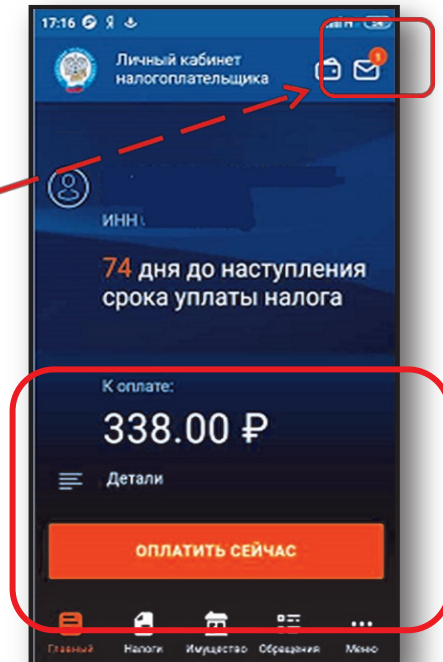 17:16
Личный кабинет
налогоплательщика
ИНН
74 дня до наступления
срока уплаты налога
К оплате:
338.00 ₽
Детали
ОПЛАТИТЬ СЕЙЧАС
Главный Налоги Имущество Обращения Меню